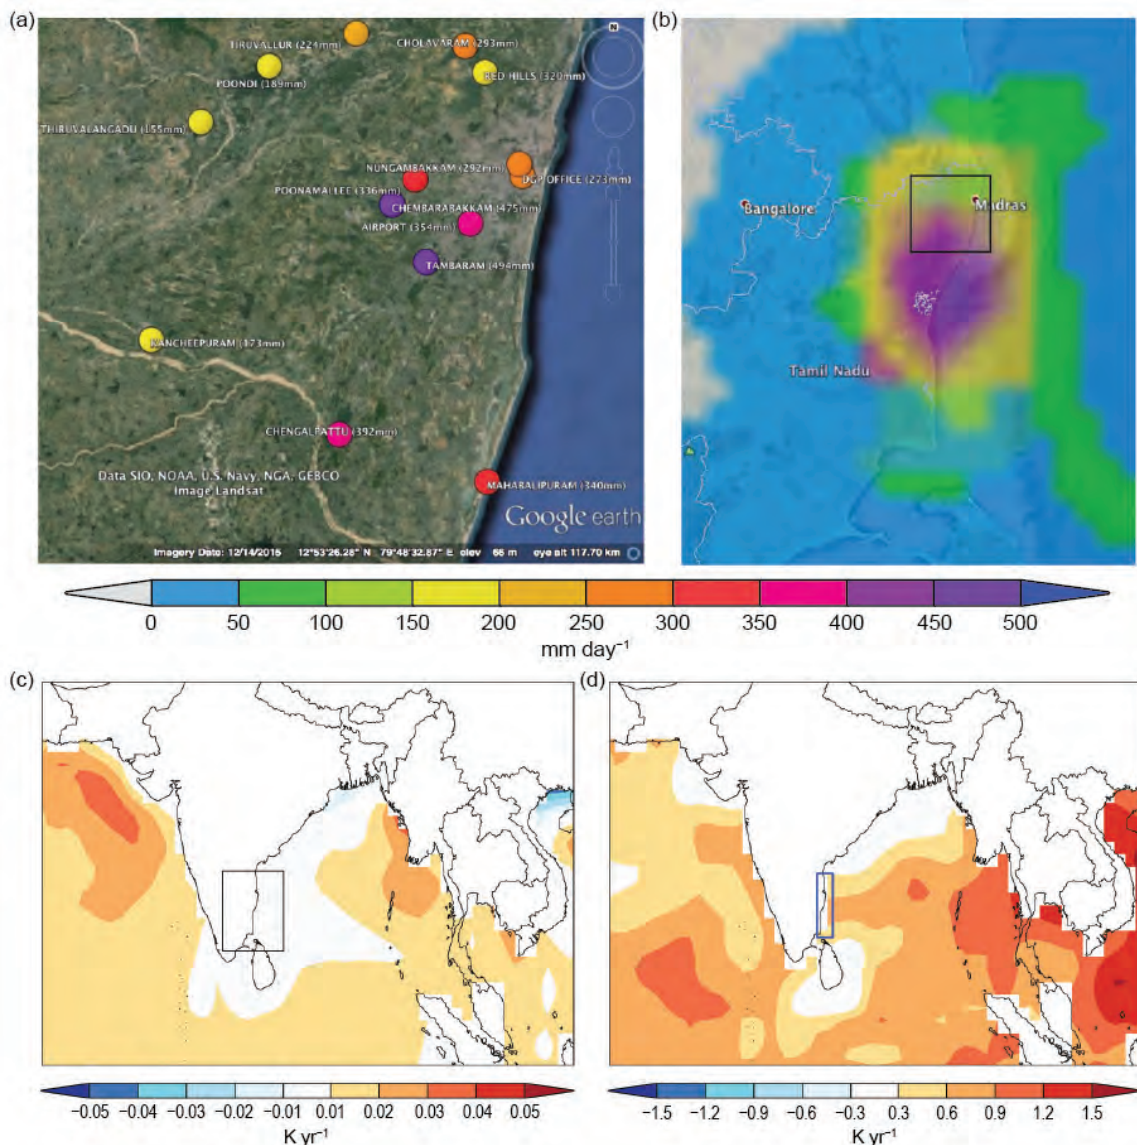 (a)
N
TIRUVALLUR (224mm)
CHOLAVARAM (293mm)
RED HILLS (320mm)
POONDI (189mm)
THIRUVALANGADU (155mm)
NUNGAMBAKKAM (292mm)
DGP OFFICE (273mm)
POONAMALLEE (336mm)
CHEMBARABAKKAM (475mm)
AIRPORT (354mm)
TAMBARAM (494mm)
KANCHEEPURAM (173mm)
CHENGALPATTU (392mm)
Data SIO, NOAA, U.S. Navy, NGA, GEBCO
Image Landsat
MAHABALIPURAM (340mm)
Google earth
Imagery Date: 12/14/2015 12°53'26.28" N 79°48'32.87" E elev 66 m eye alt 117.70 km
(b)
Bangalore
Madras
Tamil Nadu
0 50 100 150 200 250 300 350 400 450 500
mm day⁻¹
(c)
−0.05 −0.04 −0.03 −0.02 −0.01 0.01 0.02 0.03 0.04 0.05
K yr⁻¹
(d)
−1.5 −1.2 −0.9 −0.6 −0.3 0.3 0.6 0.9 1.2 1.5
K yr⁻¹